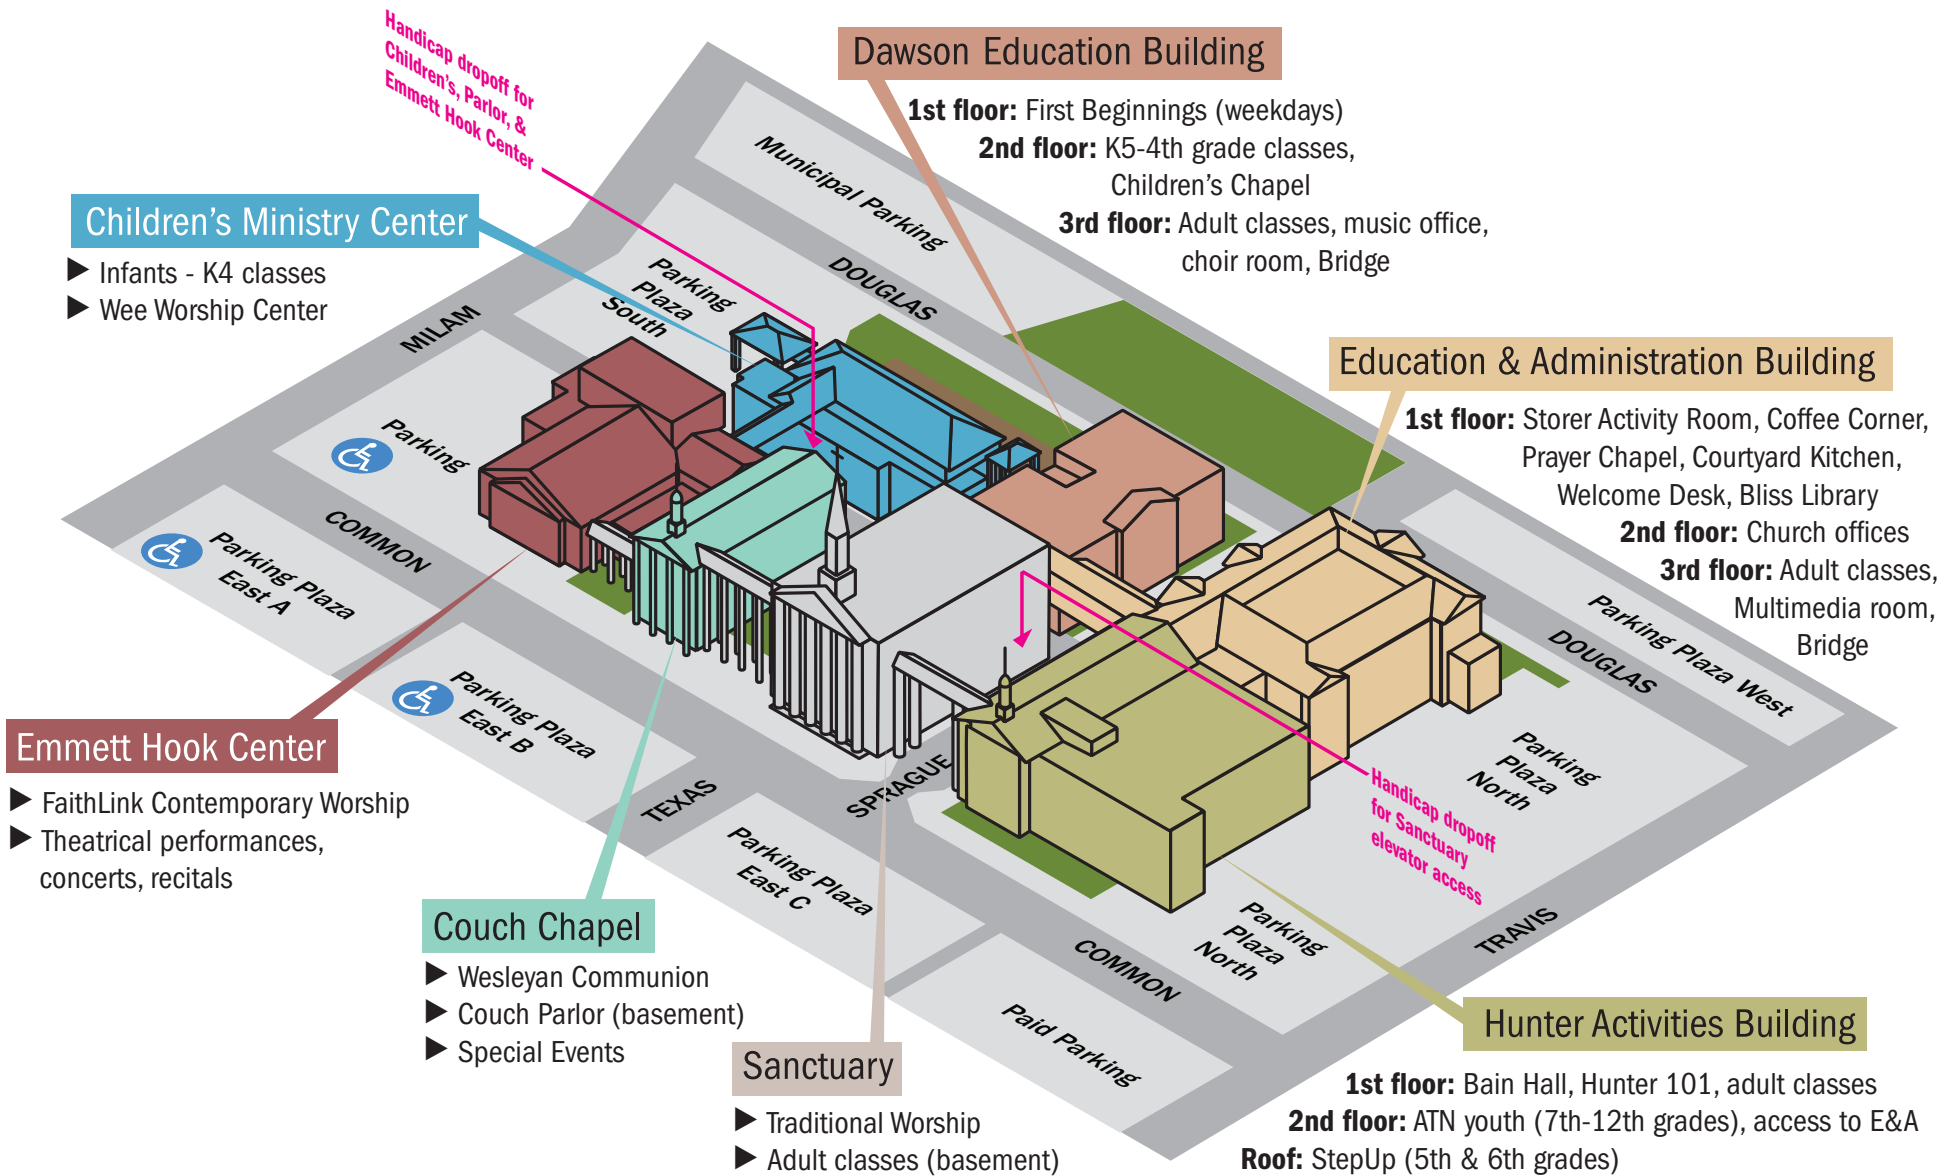 Handicap dropoff for
Children's, Parlor, &
Emmett Hook Center
Dawson Education Building
1st floor: First Beginnings (weekdays)
2nd floor: K5-4th grade classes,
Children's Chapel
3rd floor: Adult classes, music office,
choir room, Bridge
Children's Ministry Center
▶ Infants - K4 classes
▶ Wee Worship Center
Municipal Parking
DOUGLAS
Parking
Plaza
South
MILAM
Education & Administration Building
1st floor: Storer Activity Room, Coffee Corner,
Prayer Chapel, Courtyard Kitchen,
Welcome Desk, Bliss Library
2nd floor: Church offices
3rd floor: Adult classes,
Multimedia room,
Bridge
Parking
COMMON
Parking Plaza
East A
Parking Plaza West
DOUGLAS
Parking Plaza
East B
Emmett Hook Center
▶ FaithLink Contemporary Worship
▶ Theatrical performances,
concerts, recitals
TEXAS
SPRAGUE
Parking
Plaza
North
Handicap dropoff
for Sanctuary
elevator access
Parking Plaza
East C
Couch Chapel
▶ Wesleyan Communion
▶ Couch Parlor (basement)
▶ Special Events
Parking
Plaza
North
TRAVIS
COMMON
Paid Parking
Sanctuary
▶ Traditional Worship
▶ Adult classes (basement)
Hunter Activities Building
1st floor: Bain Hall, Hunter 101, adult classes
2nd floor: ATN youth (7th-12th grades), access to E&A
Roof: StepUp (5th & 6th grades)